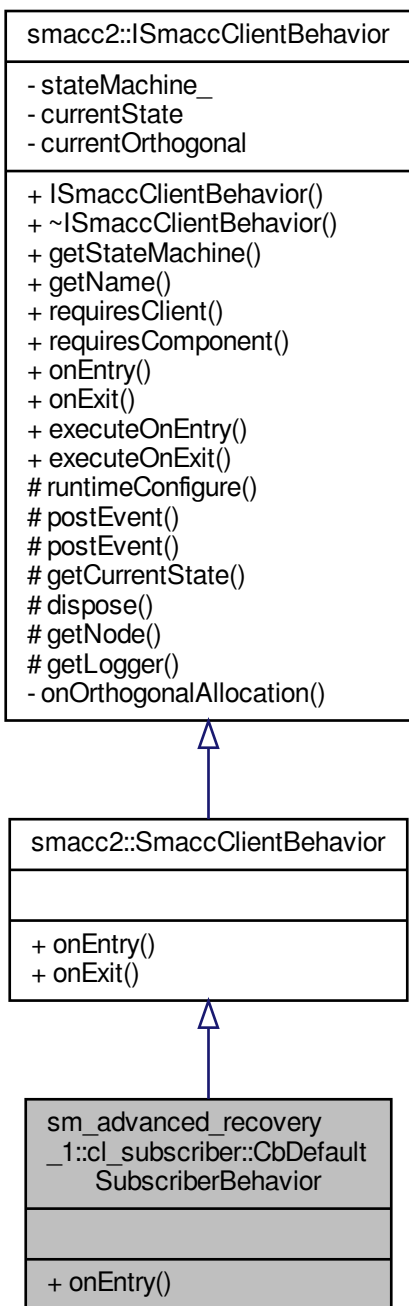 smacc2::ISmaccClientBehavior
- stateMachine_
- currentState
- currentOrthogonal
+ ISmaccClientBehavior()
+ ~ISmaccClientBehavior()
+ getStateMachine()
+ getName()
+ requiresClient()
+ requiresComponent()
+ onEntry()
+ onExit()
+ executeOnEntry()
+ executeOnExit()
# runtimeConfigure()
# postEvent()
# postEvent()
# getCurrentState()
# dispose()
# getNode()
# getLogger()
- onOrthogonalAllocation()
smacc2::SmaccClientBehavior
+ onEntry()
+ onExit()
sm_advanced_recovery
_1::cl_subscriber::CbDefault
SubscriberBehavior
+ onEntry()